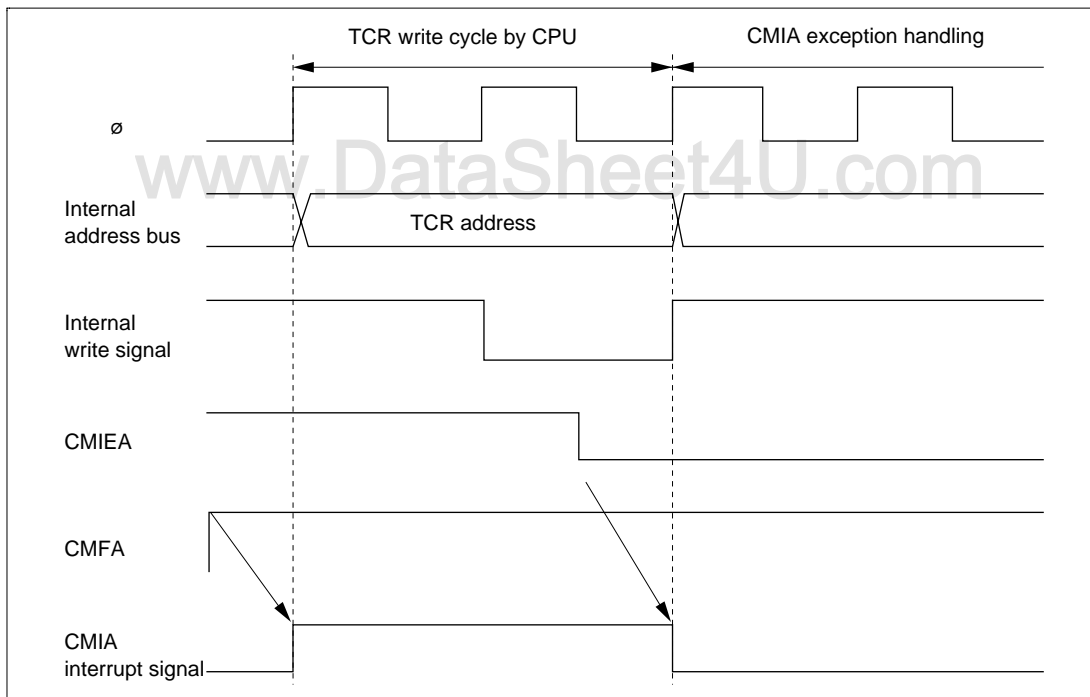 TCR write cycle by CPU
CMIA exception handling
ø
www.DataSheet4U.com
Internal
address bus
TCR address
Internal
write signal
CMIEA
CMFA
CMIA
interrupt signal